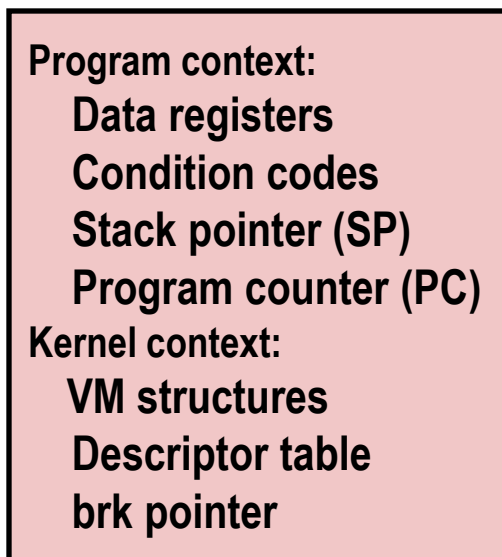 Program context:
Data registers
Condition codes
Stack pointer (SP)
Program counter (PC)
Kernel context:
VM structures
Descriptor table
brk pointer